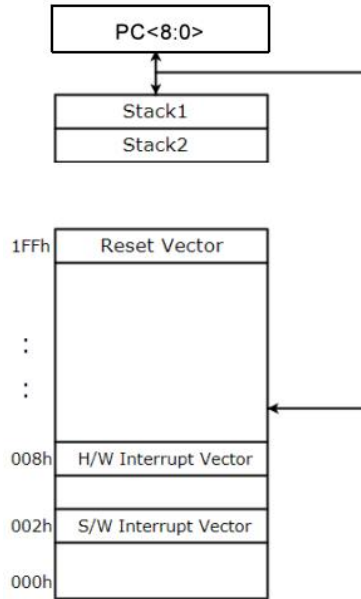 PC<8:0>
Stack1
Stack2
1FFh Reset Vector
:
:
008h H/W Interrupt Vector
002h S/W Interrupt Vector
000h